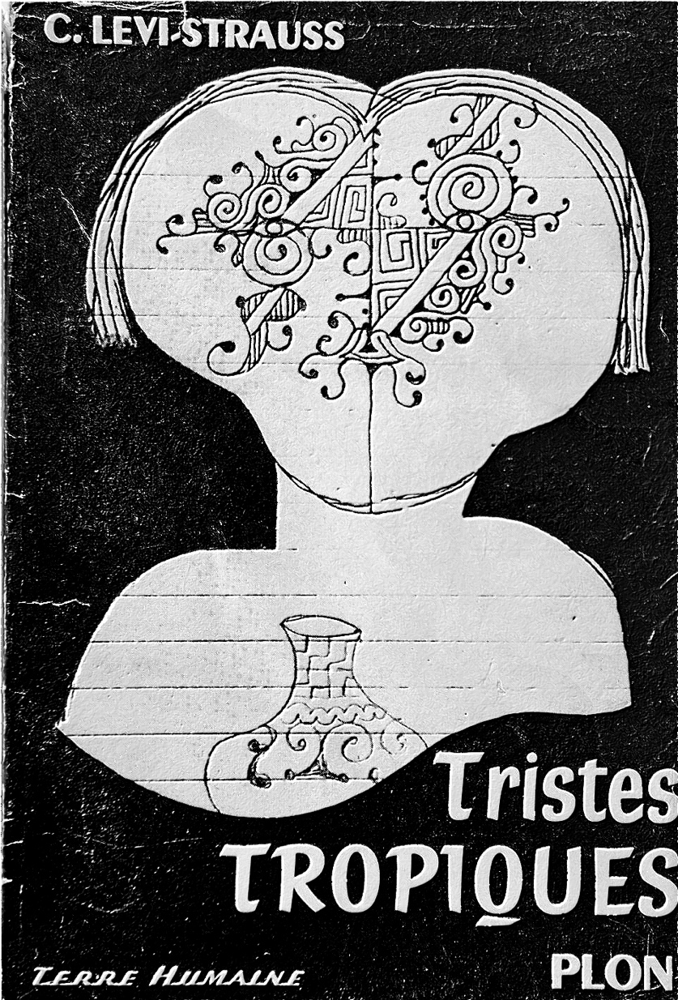 C. LEVI-STRAUSS
Tristes
TROPIQUES
TERRE HUMAINE
PLON